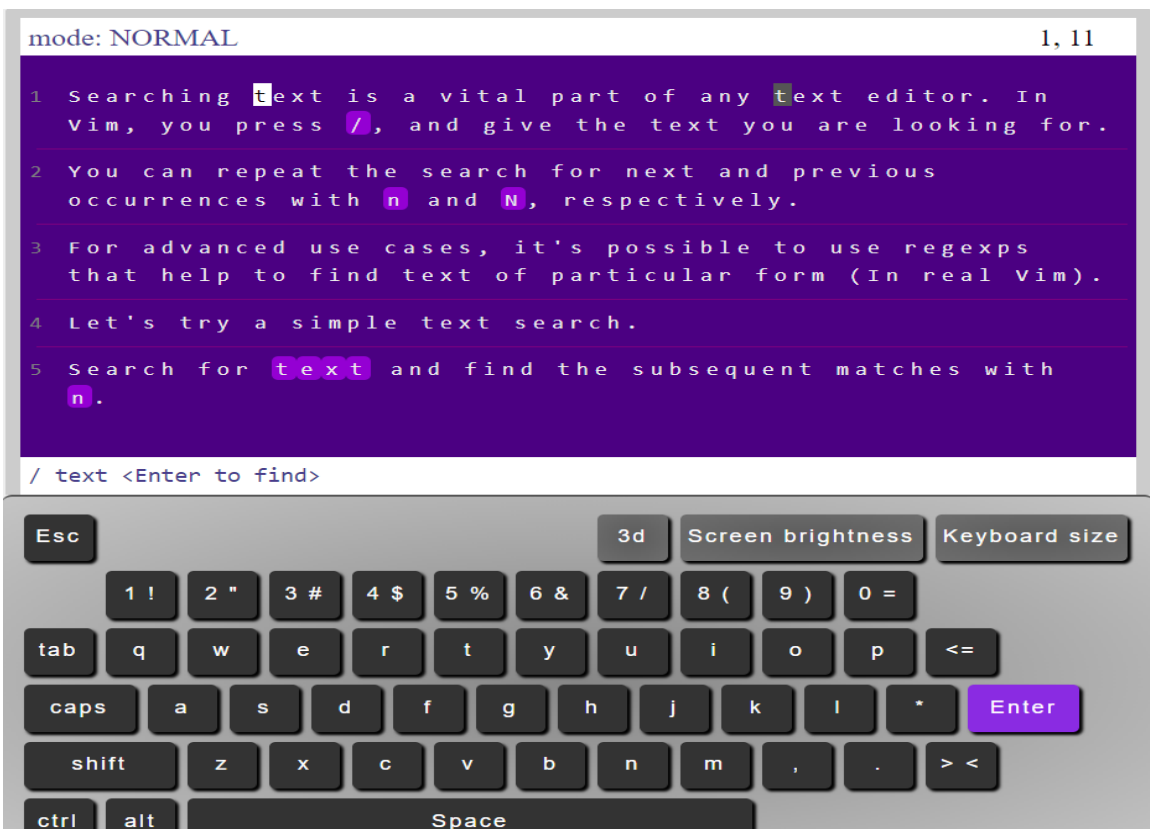 mode: NORMAL 1, 11
1 Searching text is a vital part of any text editor. In
Vim, you press /, and give the text you are looking for.
2 You can repeat the search for next and previous
occurrences with n and N, respectively.
3 For advanced use cases, it's possible to use regexps
that help to find text of particular form (In real Vim).
4 Let's try a simple text search.
5 Search for text and find the subsequent matches with
n.
/ text <Enter to find>
Esc 3d Screen brightness Keyboard size
1 ! 2 " 3 # 4 $ 5 % 6 & 7 / 8 ( 9 ) 0 =
tab q w e r t y u i o p <=
caps a s d f g h j k l * Enter
shift z x c v b n m , . > <
ctrl alt Space